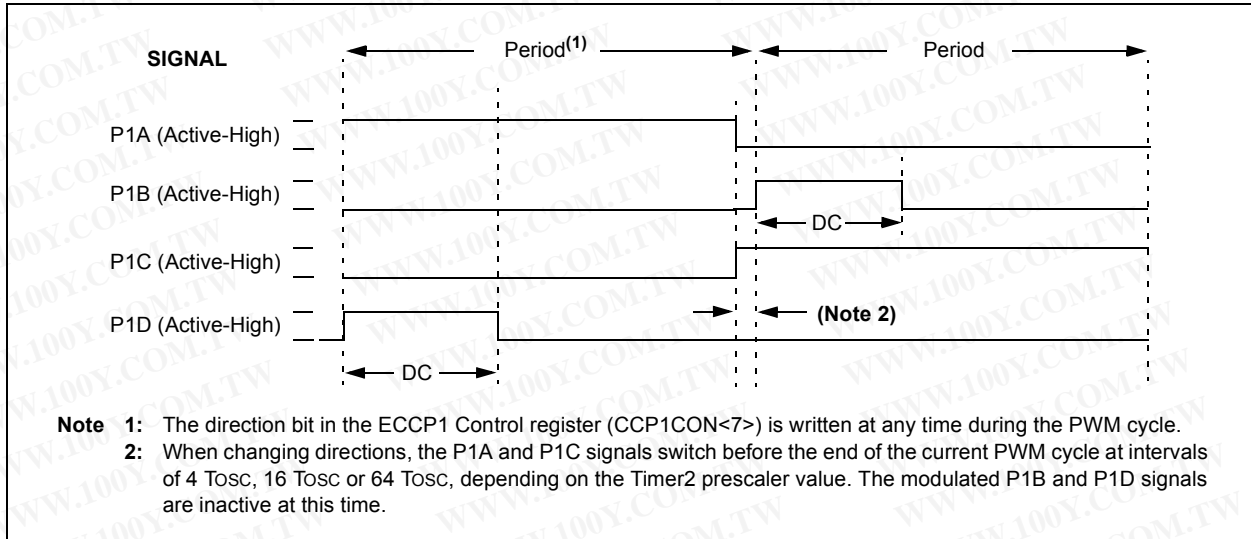 SIGNAL
Period(1)
Period
P1A (Active-High)
P1B (Active-High)
DC
P1C (Active-High)
(Note 2)
P1D (Active-High)
DC
Note 1: The direction bit in the ECCP1 Control register (CCP1CON<7>) is written at any time during the PWM cycle.
2: When changing directions, the P1A and P1C signals switch before the end of the current PWM cycle at intervals
of 4 TOSC, 16 TOSC or 64 TOSC, depending on the Timer2 prescaler value. The modulated P1B and P1D signals
are inactive at this time.
WWW.100Y.COM.TW